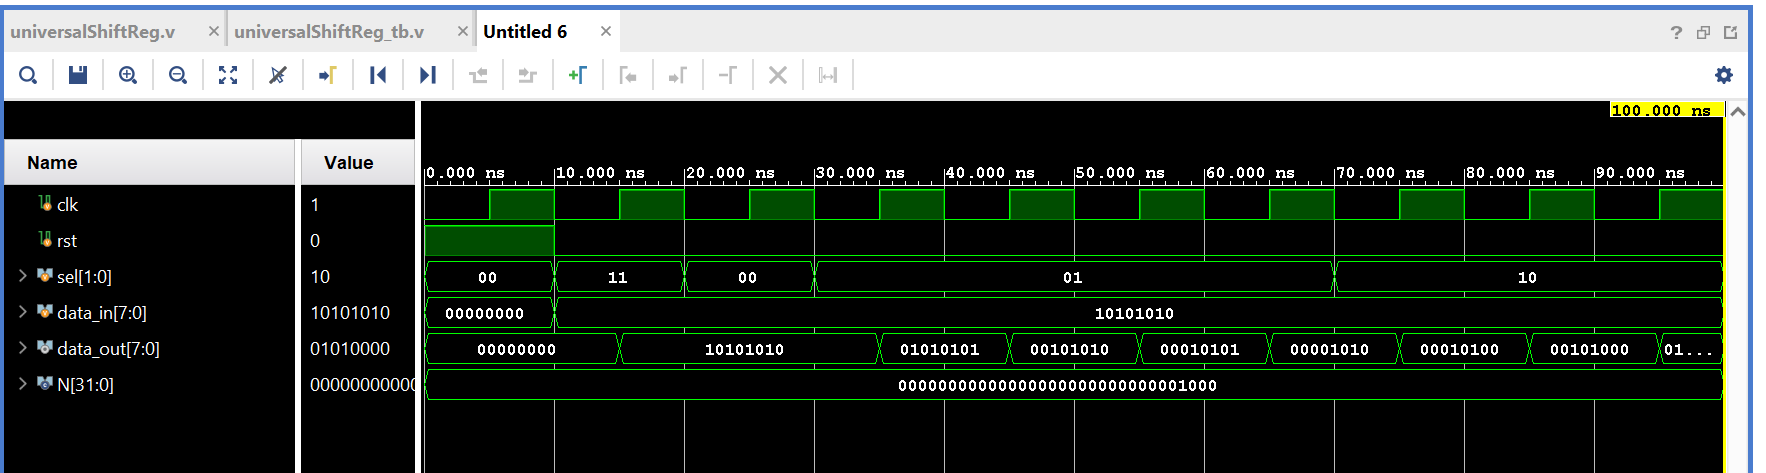 universalShiftReg.v × universalShiftReg_tb.v × Untitled 6 ×
?
100.000 ns
Name Value
0.000 ns 10.000 ns 20.000 ns 30.000 ns 40.000 ns 50.000 ns 60.000 ns 70.000 ns 80.000 ns 90.000 ns
clk 1
rst 0
sel[1:0] 10 00 11 00 01 10
data_in[7:0] 10101010 00000000 10101010
data_out[7:0] 01010000 00000000 10101010 01010101 00101010 00010101 00001010 00010100 00101000 01...
N[31:0] 00000000000 00000000000000000000000000001000